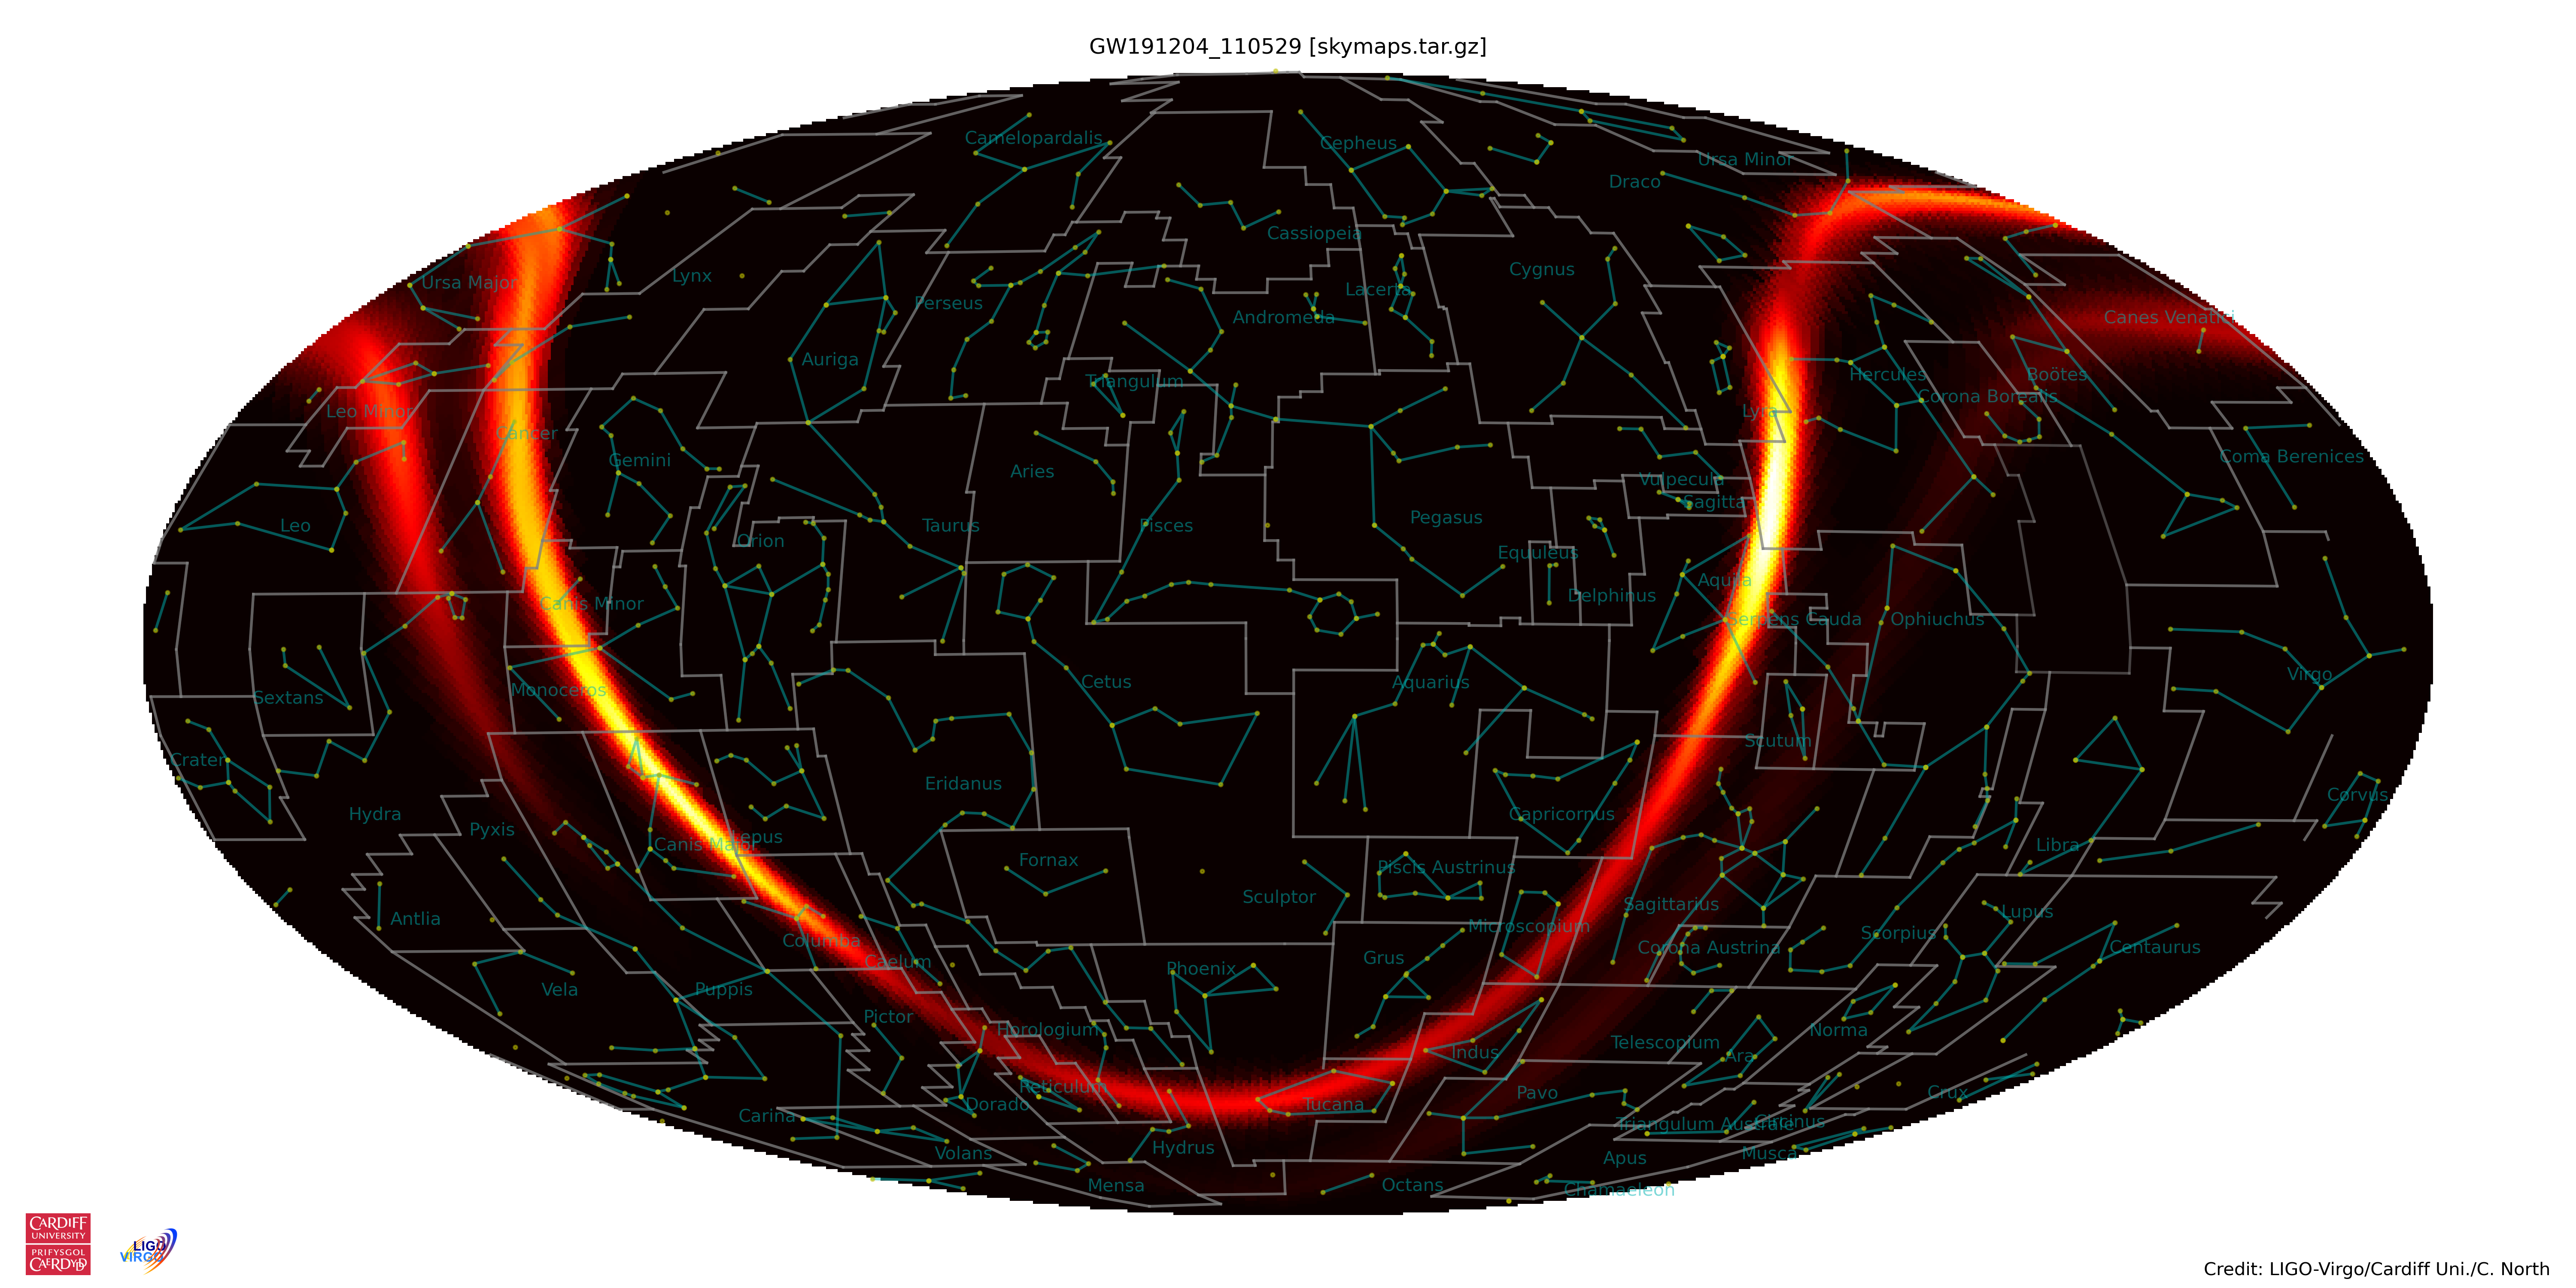 GW191204_110529 [skymaps.tar.gz]
Camelopardalis
Cepheus
Ursa Minor
Draco
Cassiopeia
Ursa Major
Lynx
Cygnus
Perseus
Lacerta
Andromeda
Canes Venatici
Auriga
Triangulum
Hercules
Boötes
Corona Borealis
Leo Minor
Lyra
Cancer
Gemini
Aries
Coma Berenices
Vulpecula
Sagitta
Leo
Orion
Taurus
Pisces
Pegasus
Equuleus
Aquila
Canis Minor
Delphinus
Serpens Cauda
Ophiuchus
Sextans
Monoceros
Cetus
Aquarius
Virgo
Crater
Scutum
Eridanus
Corvus
Hydra
Pyxis
Capricornus
Canis Major
Lepus
Libra
Fornax
Piscis Austrinus
Sculptor
Antlia
Sagittarius
Lupus
Columba
Microscopium
Scorpius
Corona Austrina
Centaurus
Caelum
Phoenix
Grus
Vela
Puppis
Pictor
Horologium
Norma
Indus
Telescopium
Ara
Reticulum
Pavo
Crux
Dorado
Tucana
Carina
Triangulum Australe
Circinus
Hydrus
Volans
Apus
Musca
Mensa
Octans
Chamaeleon
CARDIFF
UNIVERSITY
PRIFYSGOL
CAERDYDD
LIGO
VIRGO
Credit: LIGO-Virgo/Cardiff Uni./C. North